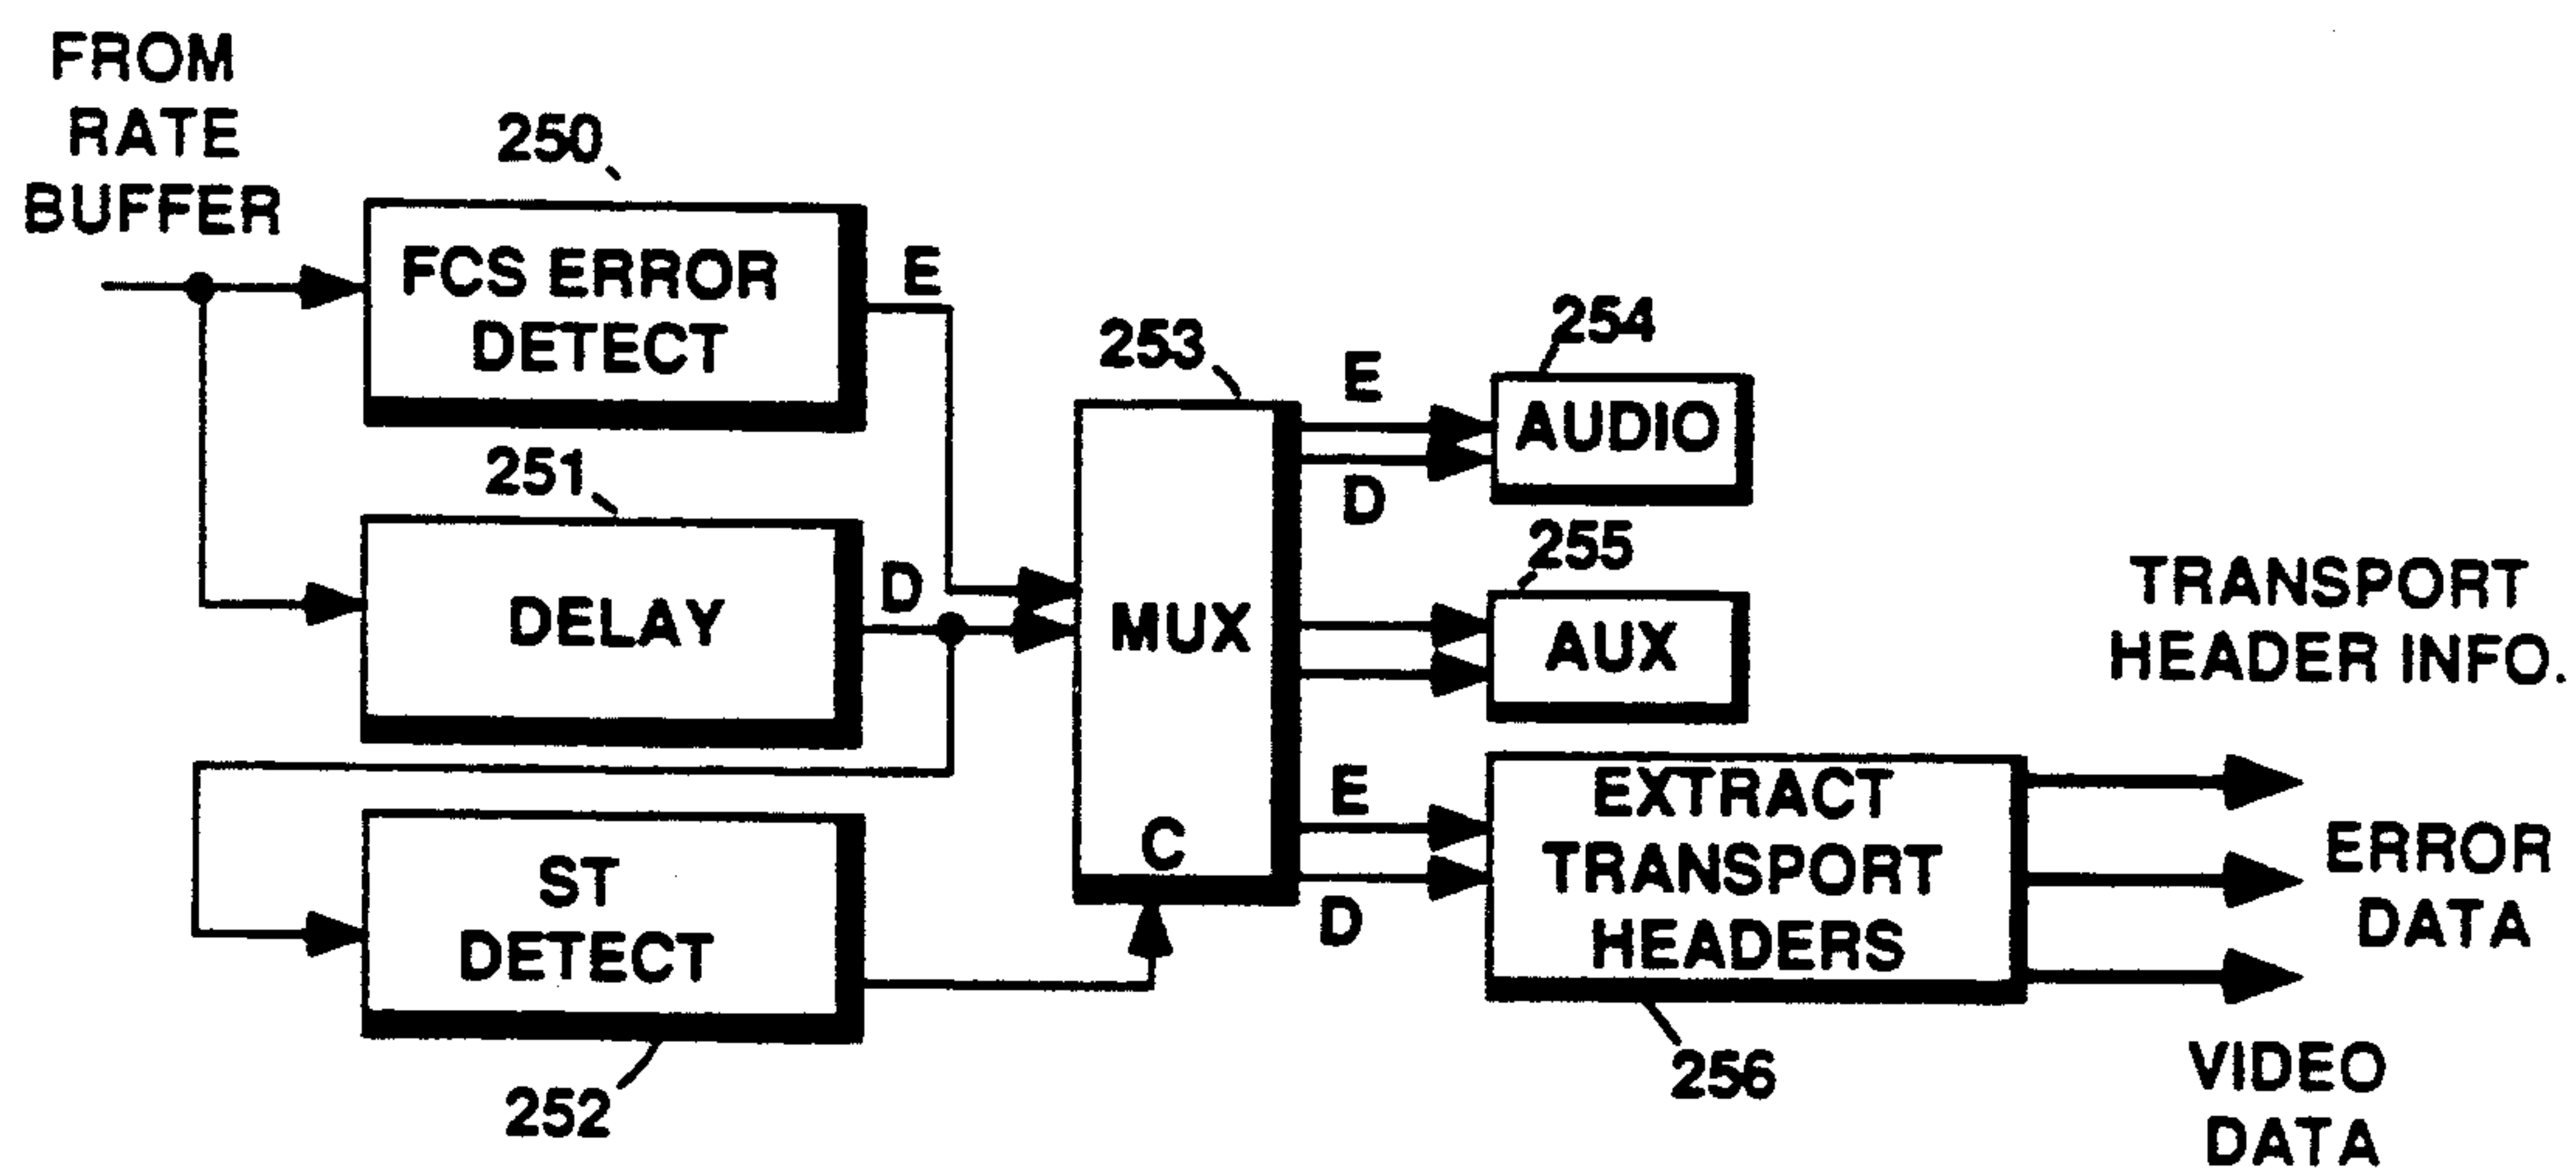 FROM
RATE
BUFFER
250
FCS ERROR
DETECT
E
251
DELAY
D
ST
DETECT
252
253
MUX
C
E
D
254
AUDIO
255
AUX
E
D
EXTRACT
TRANSPORT
HEADERS
256
TRANSPORT
HEADER INFO.
ERROR
DATA
VIDEO
DATA